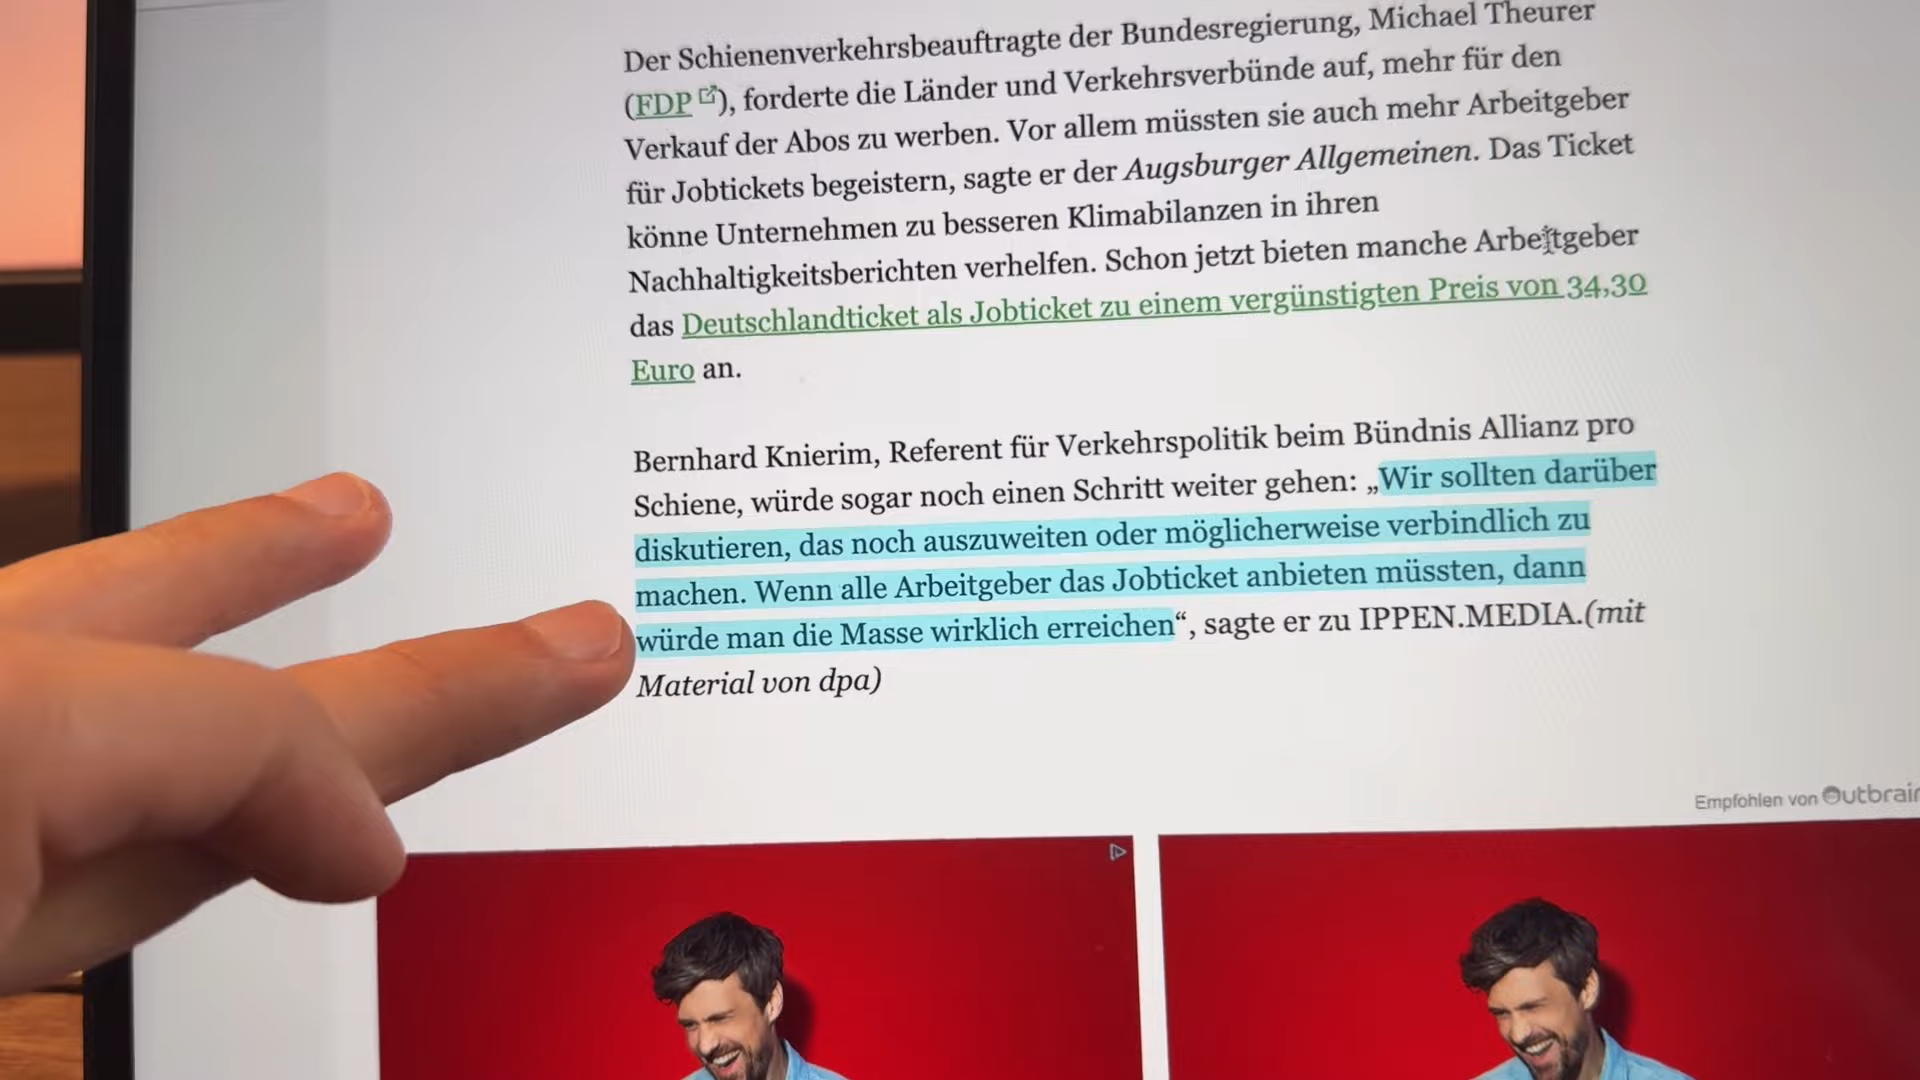 Der Schienenverkehrsbeauftragte der Bundesregierung, Michael Theurer
(FDP), forderte die Länder und Verkehrsverbünde auf, mehr für den
Verkauf der Abos zu werben. Vor allem müssten sie auch mehr Arbeitgeber
für Jobtickets begeistern, sagte er der Augsburger Allgemeinen. Das Ticket
könne Unternehmen zu besseren Klimabilanzen in ihren
Nachhaltigkeitsberichten verhelfen. Schon jetzt bieten manche Arbeitgeber
das Deutschlandticket als Jobticket zu einem vergünstigten Preis von 34,30
Euro an.
Bernhard Knierim, Referent für Verkehrspolitik beim Bündnis Allianz pro
Schiene, würde sogar noch einen Schritt weiter gehen: „Wir sollten darüber
diskutieren, das noch auszuweiten oder möglicherweise verbindlich zu
machen. Wenn alle Arbeitgeber das Jobticket anbieten müssten, dann
würde man die Masse wirklich erreichen“, sagte er zu IPPEN.MEDIA.(mit
Material von dpa)
Empfohlen von Outbrain